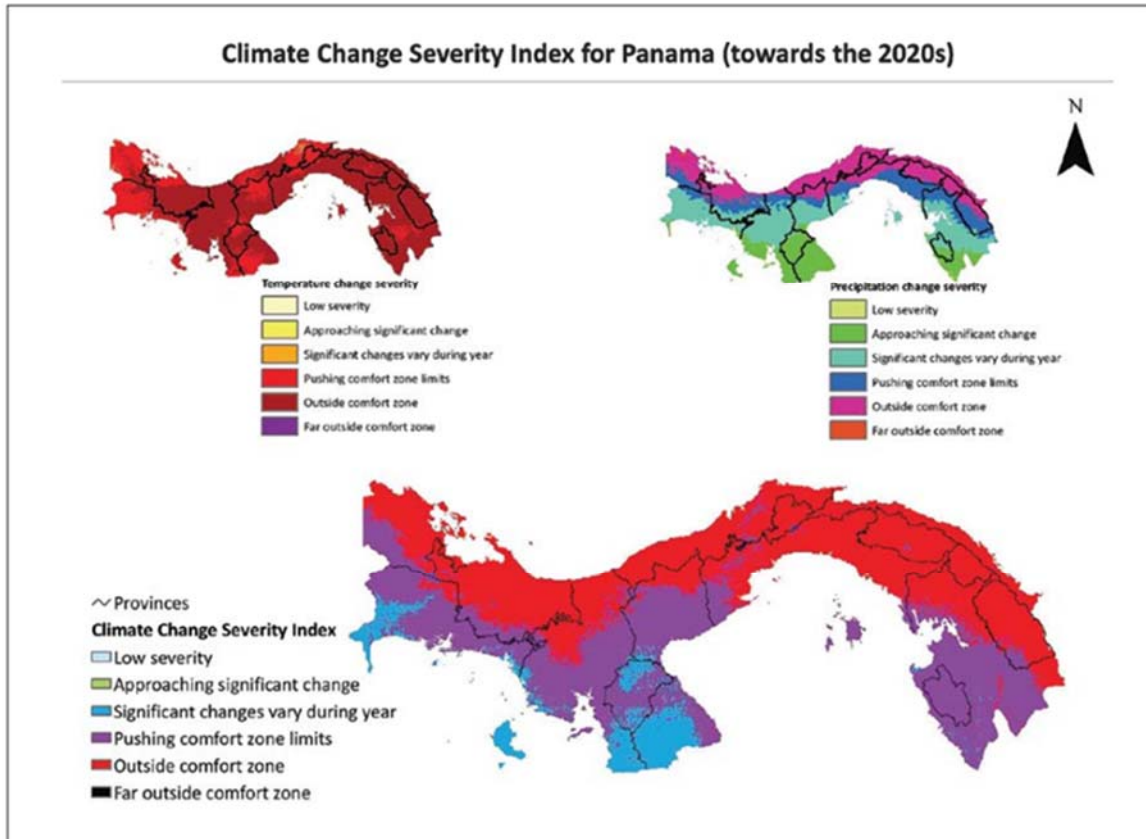 Climate Change Severity Index for Panama (towards the 2020s)
N
Temperature change severity
Low severity
Approaching significant change
Significant changes vary during year
Pushing comfort zone limits
Outside comfort zone
Far outside comfort zone
Precipitation change severity
Low severity
Approaching significant change
Significant changes vary during year
Pushing comfort zone limits
Outside comfort zone
Far outside comfort zone
Provinces
Climate Change Severity Index
Low severity
Approaching significant change
Significant changes vary during year
Pushing comfort zone limits
Outside comfort zone
Far outside comfort zone